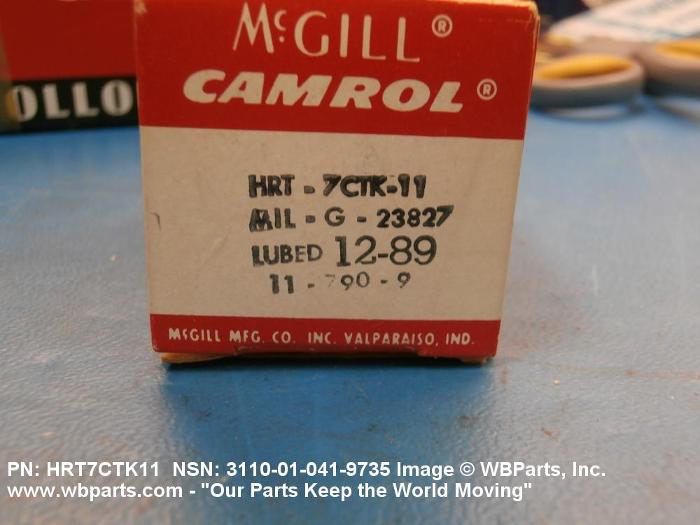 McGILL®
CAMROL®
OLLO
HRT - 7CTK-11
MIL - G - 23827
LUBED 12-89
11 - 790 - 9
McGILL MFG. CO. INC. VALPARAISO, IND.
PN: HRT7CTK11 NSN: 3110-01-041-9735 Image © WBParts, Inc.
www.wbparts.com - "Our Parts Keep the World Moving"